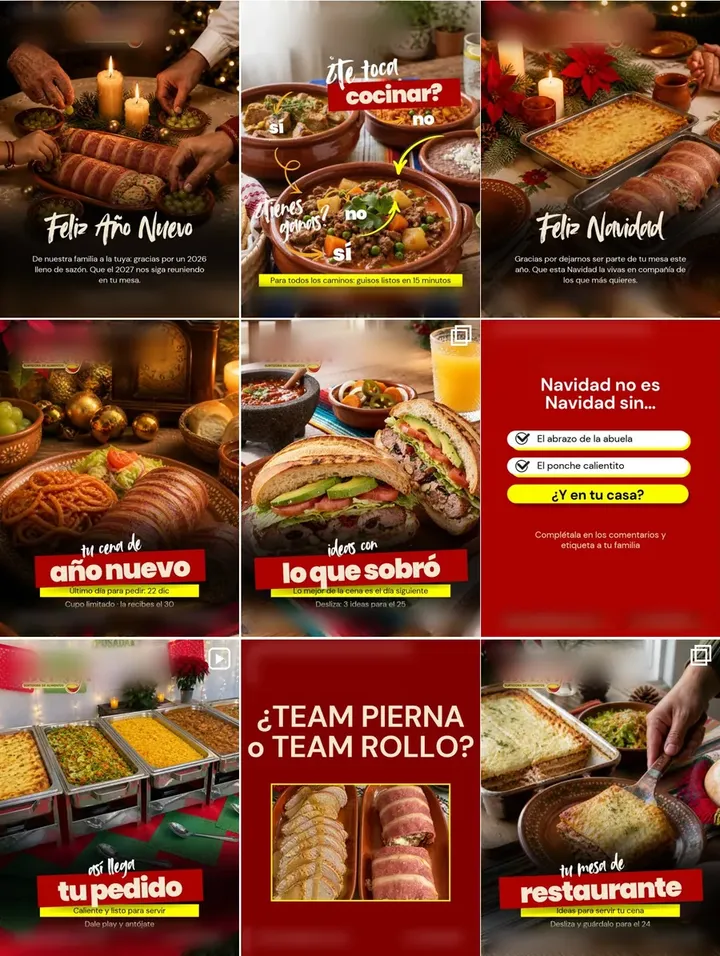 Feliz Año Nuevo
De nuestra familia a la tuya: gracias por un 2026
lleno de sazón. Que el 2027 nos siga reuniendo
en tu mesa.
¿Te toca
cocinar?
sí
no
¿tienes
ganas?
no
sí
Para todos los caminos: guisos listos en 15 minutos
Feliz Navidad
Gracias por dejarnos ser parte de tu mesa este
año. Que esta Navidad la vivas en compañía de
los que más quieres.
tu cena de
año nuevo
Último día para pedir: 22 dic
Cupo limitado · la recibes el 30
ideas con
lo que sobró
Lo mejor de la cena es el día siguiente
Desliza: 3 ideas para el 25
Navidad no es
Navidad sin...
El abrazo de la abuela
El ponche calientito
¿Y en tu casa?
Complétala en los comentarios y
etiqueta a tu familia
así llega
tu pedido
Caliente y listo para servir
Dale play y antójate
¿TEAM PIERNA
o TEAM ROLLO?
tu mesa de
restaurante
Ideas para servir tu cena
Desliza y guárdalo para el 24